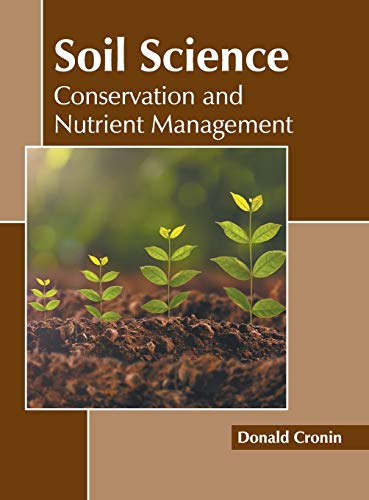 Soil Science
Conservation and
Nutrient Management
Donald Cronin